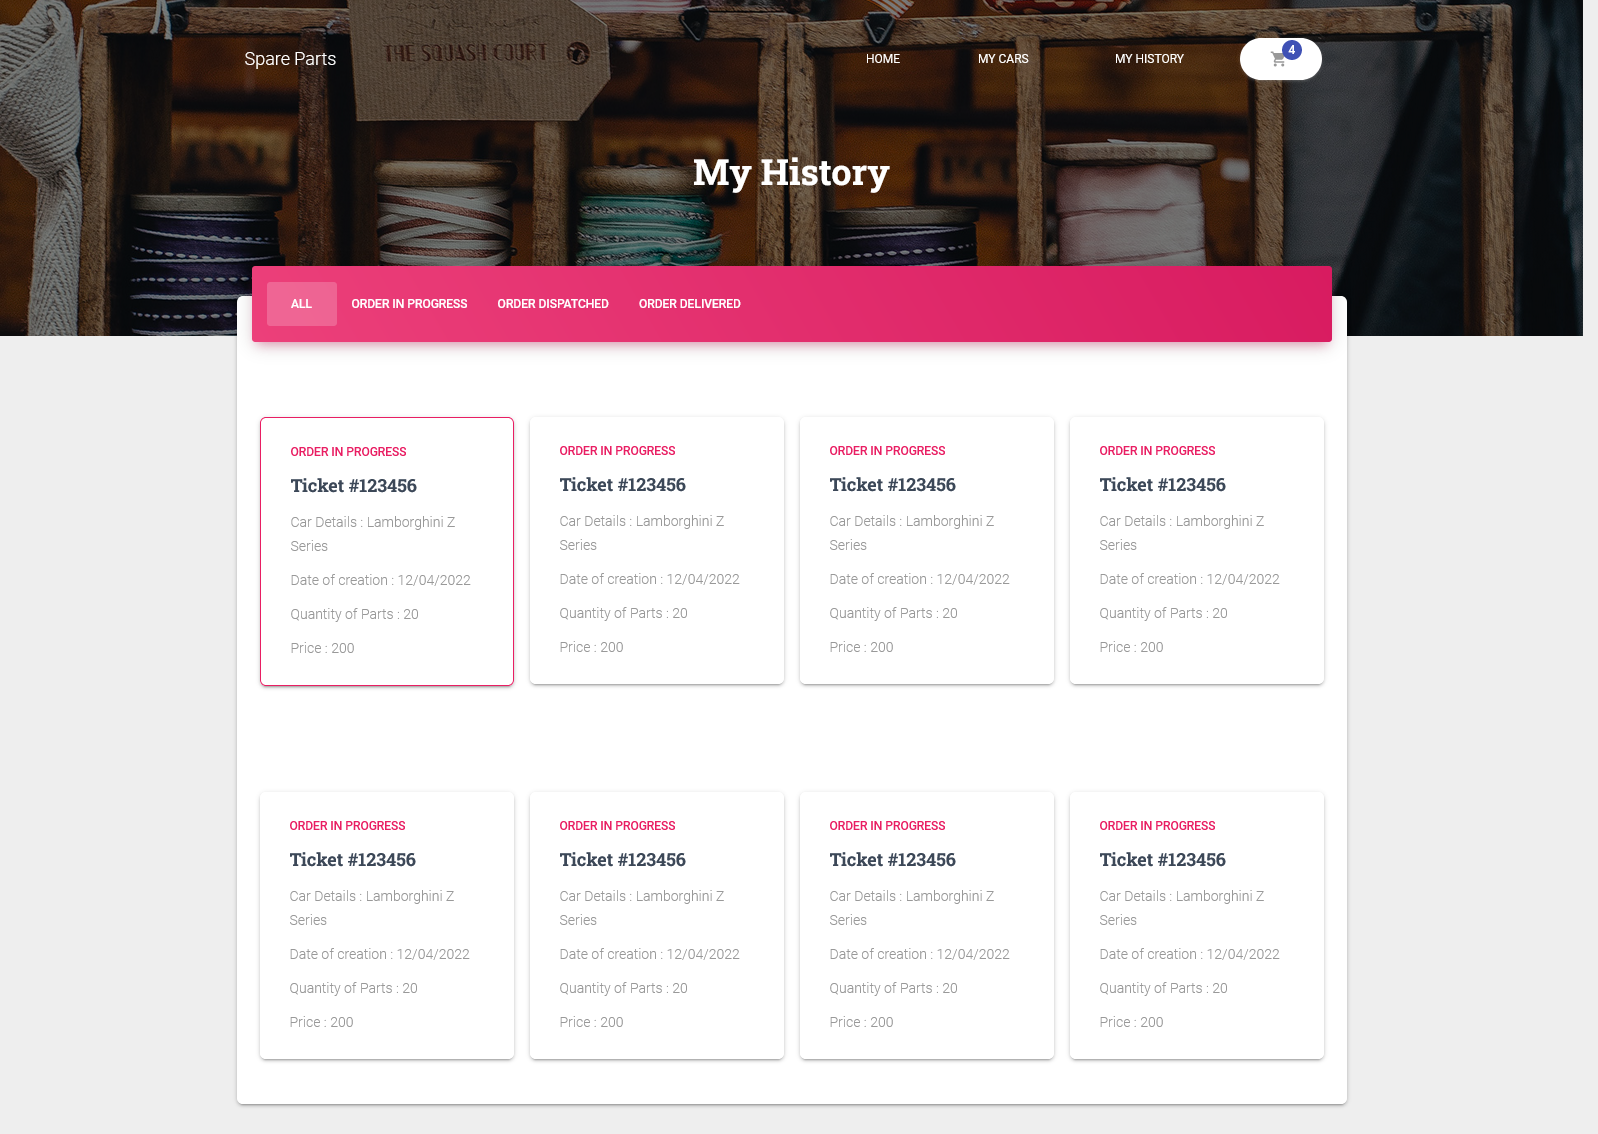 THE SQUASH COURT
Spare Parts
HOME
MY CARS
MY HISTORY
4
My History
ALL
ORDER IN PROGRESS
ORDER DISPATCHED
ORDER DELIVERED
ORDER IN PROGRESS
Ticket #123456
Car Details : Lamborghini Z
Series
Date of creation : 12/04/2022
Quantity of Parts : 20
Price : 200
ORDER IN PROGRESS
Ticket #123456
Car Details : Lamborghini Z
Series
Date of creation : 12/04/2022
Quantity of Parts : 20
Price : 200
ORDER IN PROGRESS
Ticket #123456
Car Details : Lamborghini Z
Series
Date of creation : 12/04/2022
Quantity of Parts : 20
Price : 200
ORDER IN PROGRESS
Ticket #123456
Car Details : Lamborghini Z
Series
Date of creation : 12/04/2022
Quantity of Parts : 20
Price : 200
ORDER IN PROGRESS
Ticket #123456
Car Details : Lamborghini Z
Series
Date of creation : 12/04/2022
Quantity of Parts : 20
Price : 200
ORDER IN PROGRESS
Ticket #123456
Car Details : Lamborghini Z
Series
Date of creation : 12/04/2022
Quantity of Parts : 20
Price : 200
ORDER IN PROGRESS
Ticket #123456
Car Details : Lamborghini Z
Series
Date of creation : 12/04/2022
Quantity of Parts : 20
Price : 200
ORDER IN PROGRESS
Ticket #123456
Car Details : Lamborghini Z
Series
Date of creation : 12/04/2022
Quantity of Parts : 20
Price : 200